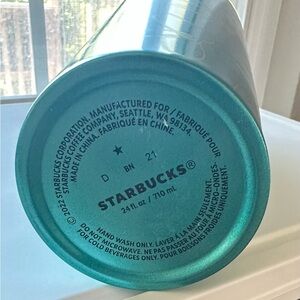 © 2022 STARBUCKS CORPORATION. MANUFACTURED FOR / FABRIQUÉ POUR
STARBUCKS COFFEE COMPANY, SEATTLE, WA 98134.
MADE IN CHINA. FABRIQUÉ EN CHINE.
★
D BN 21
STARBUCKS®
24 fl. oz / 710 mL
HAND WASH ONLY. LAVER À LA MAIN SEULEMENT.
DO NOT MICROWAVE. NE PAS PASSER AU FOUR À MICRO-ONDES.
FOR COLD BEVERAGES ONLY. POUR BOISSONS FROIDES UNIQUEMENT.